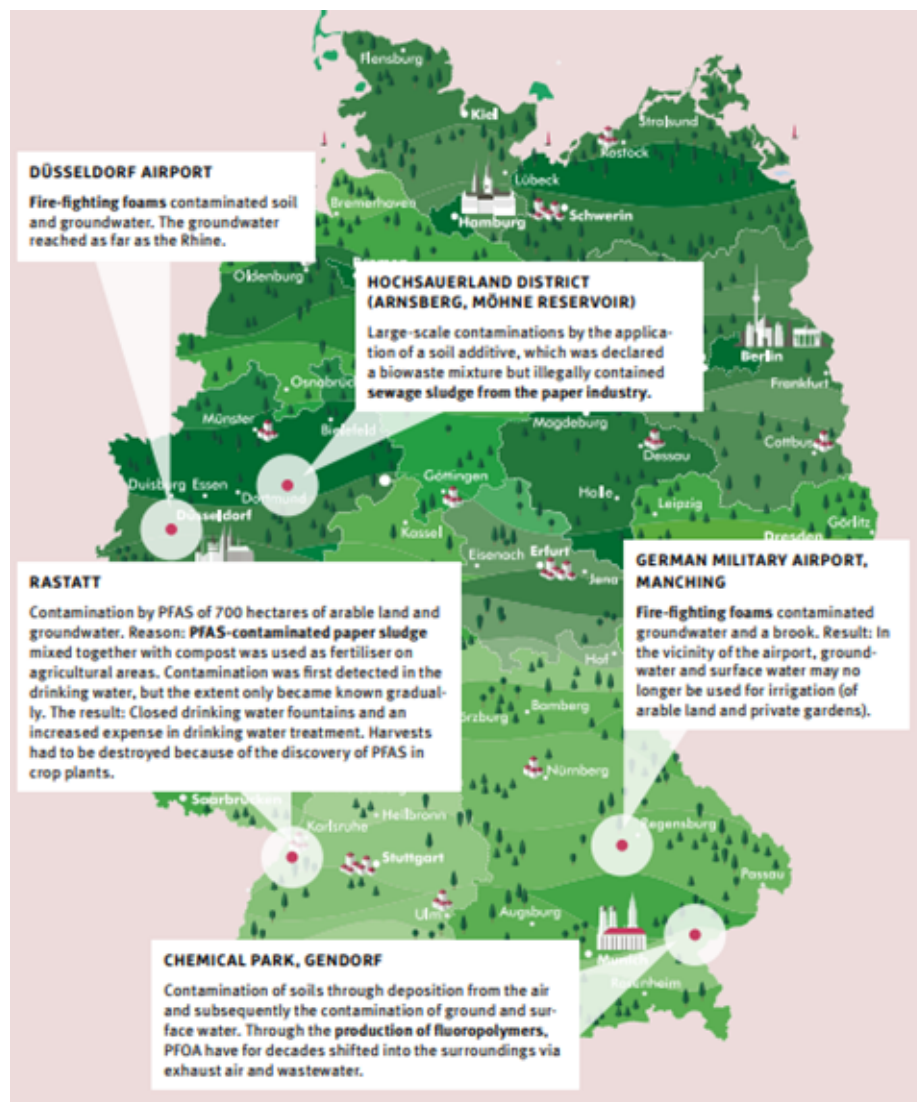 Flensburg
Kiel
Stralsund
Rostock
Lübeck
DÜSSELDORF AIRPORT
Fire-fighting foams contaminated soil
and groundwater. The groundwater
reached as far as the Rhine.
Bremerhaven
Hamburg
Schwerin
Oldenburg
HOCHSAUERLAND DISTRICT
(ARNSBERG, MÖHNE RESERVOIR)
Large-scale contaminations by the applica-
tion of a soil additive, which was declared
a biowaste mixture but illegally contained
sewage sludge from the paper industry.
Berlin
Frankfurt
Osnabrück
Münster
Bielefeld
Magdeburg
Cottbus
Dessau
Duisburg Essen
Dortmund
Göttingen
Halle
Leipzig
Düsseldorf
Görlitz
Kassel
Dresden
Eisenach
Erfurt
Jena
GERMAN MILITARY AIRPORT,
MANCHING
Fire-fighting foams contaminated
groundwater and a brook. Result: In
the vicinity of the airport, ground-
water and surface water may no
longer be used for irrigation (of
arable land and private gardens).
RASTATT
Contamination by PFAS of 700 hectares of arable land and
groundwater. Reason: PFAS-contaminated paper sludge
mixed together with compost was used as fertiliser on
agricultural areas. Contamination was first detected in the
drinking water, but the extent only became known gradual-
ly. The result: Closed drinking water fountains and an
increased expense in drinking water treatment. Harvests
had to be destroyed because of the discovery of PFAS in
crop plants.
Hof
Bamberg
Nürnberg
Saarbrücken
Heilbronn
Karlsruhe
Regensburg
Stuttgart
Passau
Ulm
Augsburg
Munich
Rosenheim
CHEMICAL PARK, GENDORF
Contamination of soils through deposition from the air
and subsequently the contamination of ground and sur-
face water. Through the production of fluoropolymers,
PFOA have for decades shifted into the surroundings via
exhaust air and wastewater.